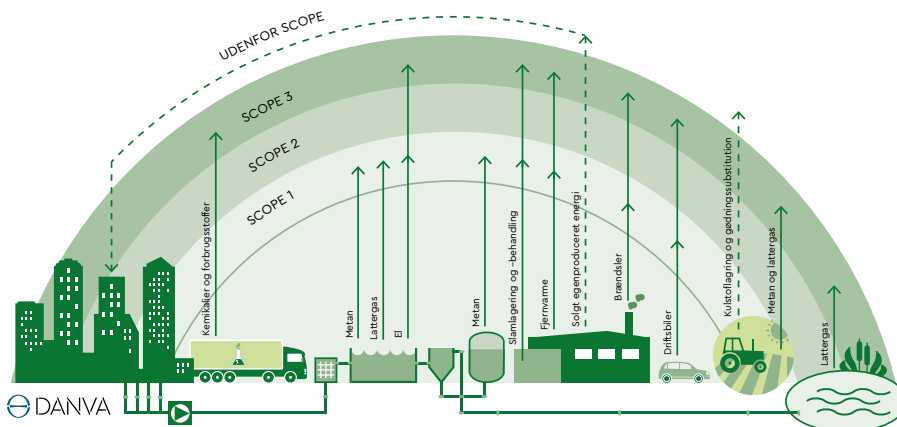 UDENFOR SCOPE
SCOPE 3
SCOPE 2
SCOPE 1
Kemikalier og forbrugsstoffer
Metan
Lattergas
El
Metan
Slamlagering og -behandling
Fjernvarme
Solgt egenproduceret energi
Brændsler
Driftsbiler
Kulstoflagring og gødningssubstitution
Metan og lattergas
Lattergas
DANVA